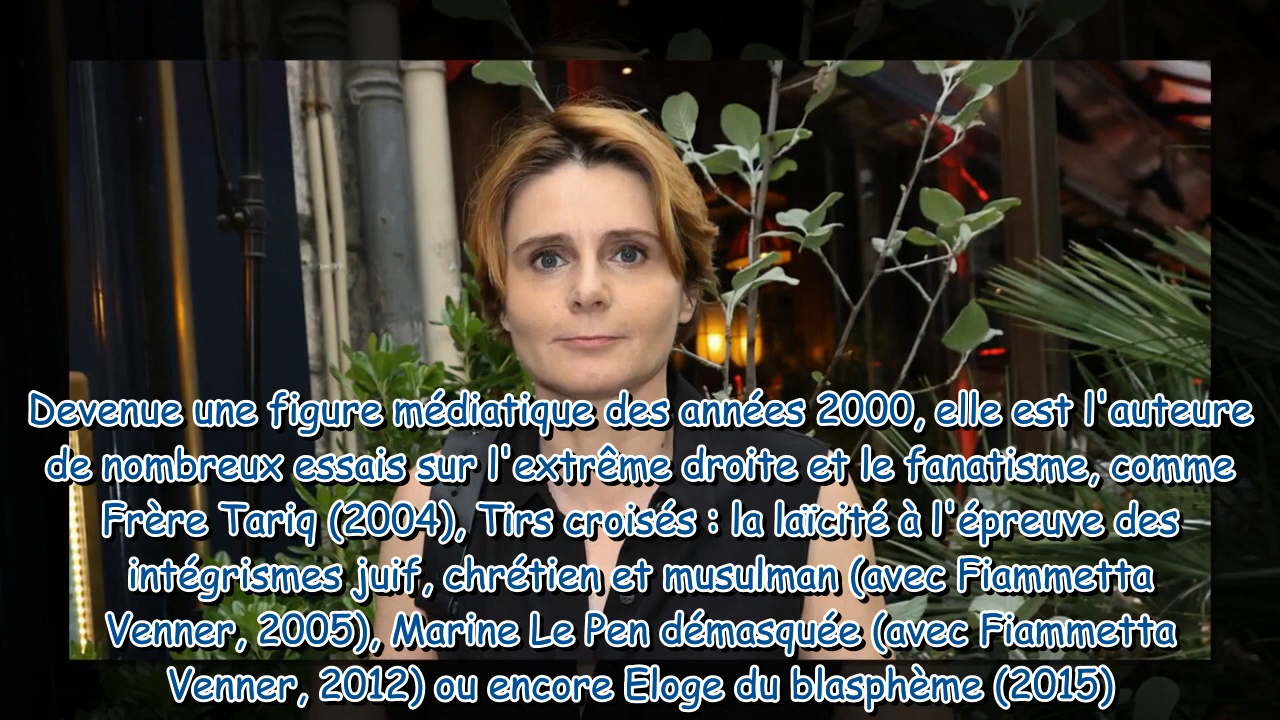 Devenue une figure médiatique des années 2000, elle est l'auteure
de nombreux essais sur l'extrême droite et le fanatisme, comme
Frère Tariq (2004), Tirs croisés : la laïcité à l'épreuve des
intégrismes juif, chrétien et musulman (avec Fiammetta
Venner, 2005), Marine Le Pen démasquée (avec Fiammetta
Venner, 2012) ou encore Eloge du blasphème (2015)